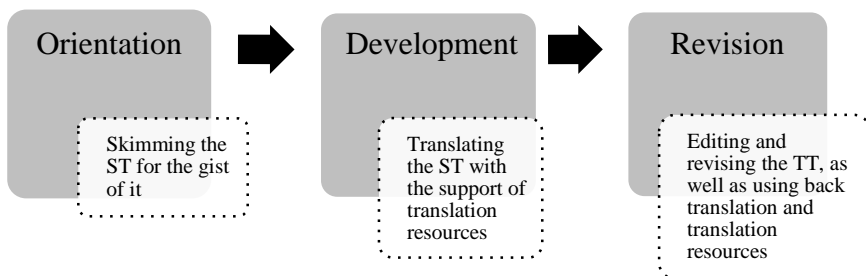 Orientation
Skimming the
ST for the gist
of it
Development
Translating
the ST with
the support of
translation
resources
Revision
Editing and
revising the TT, as
well as using back
translation and
translation
resources